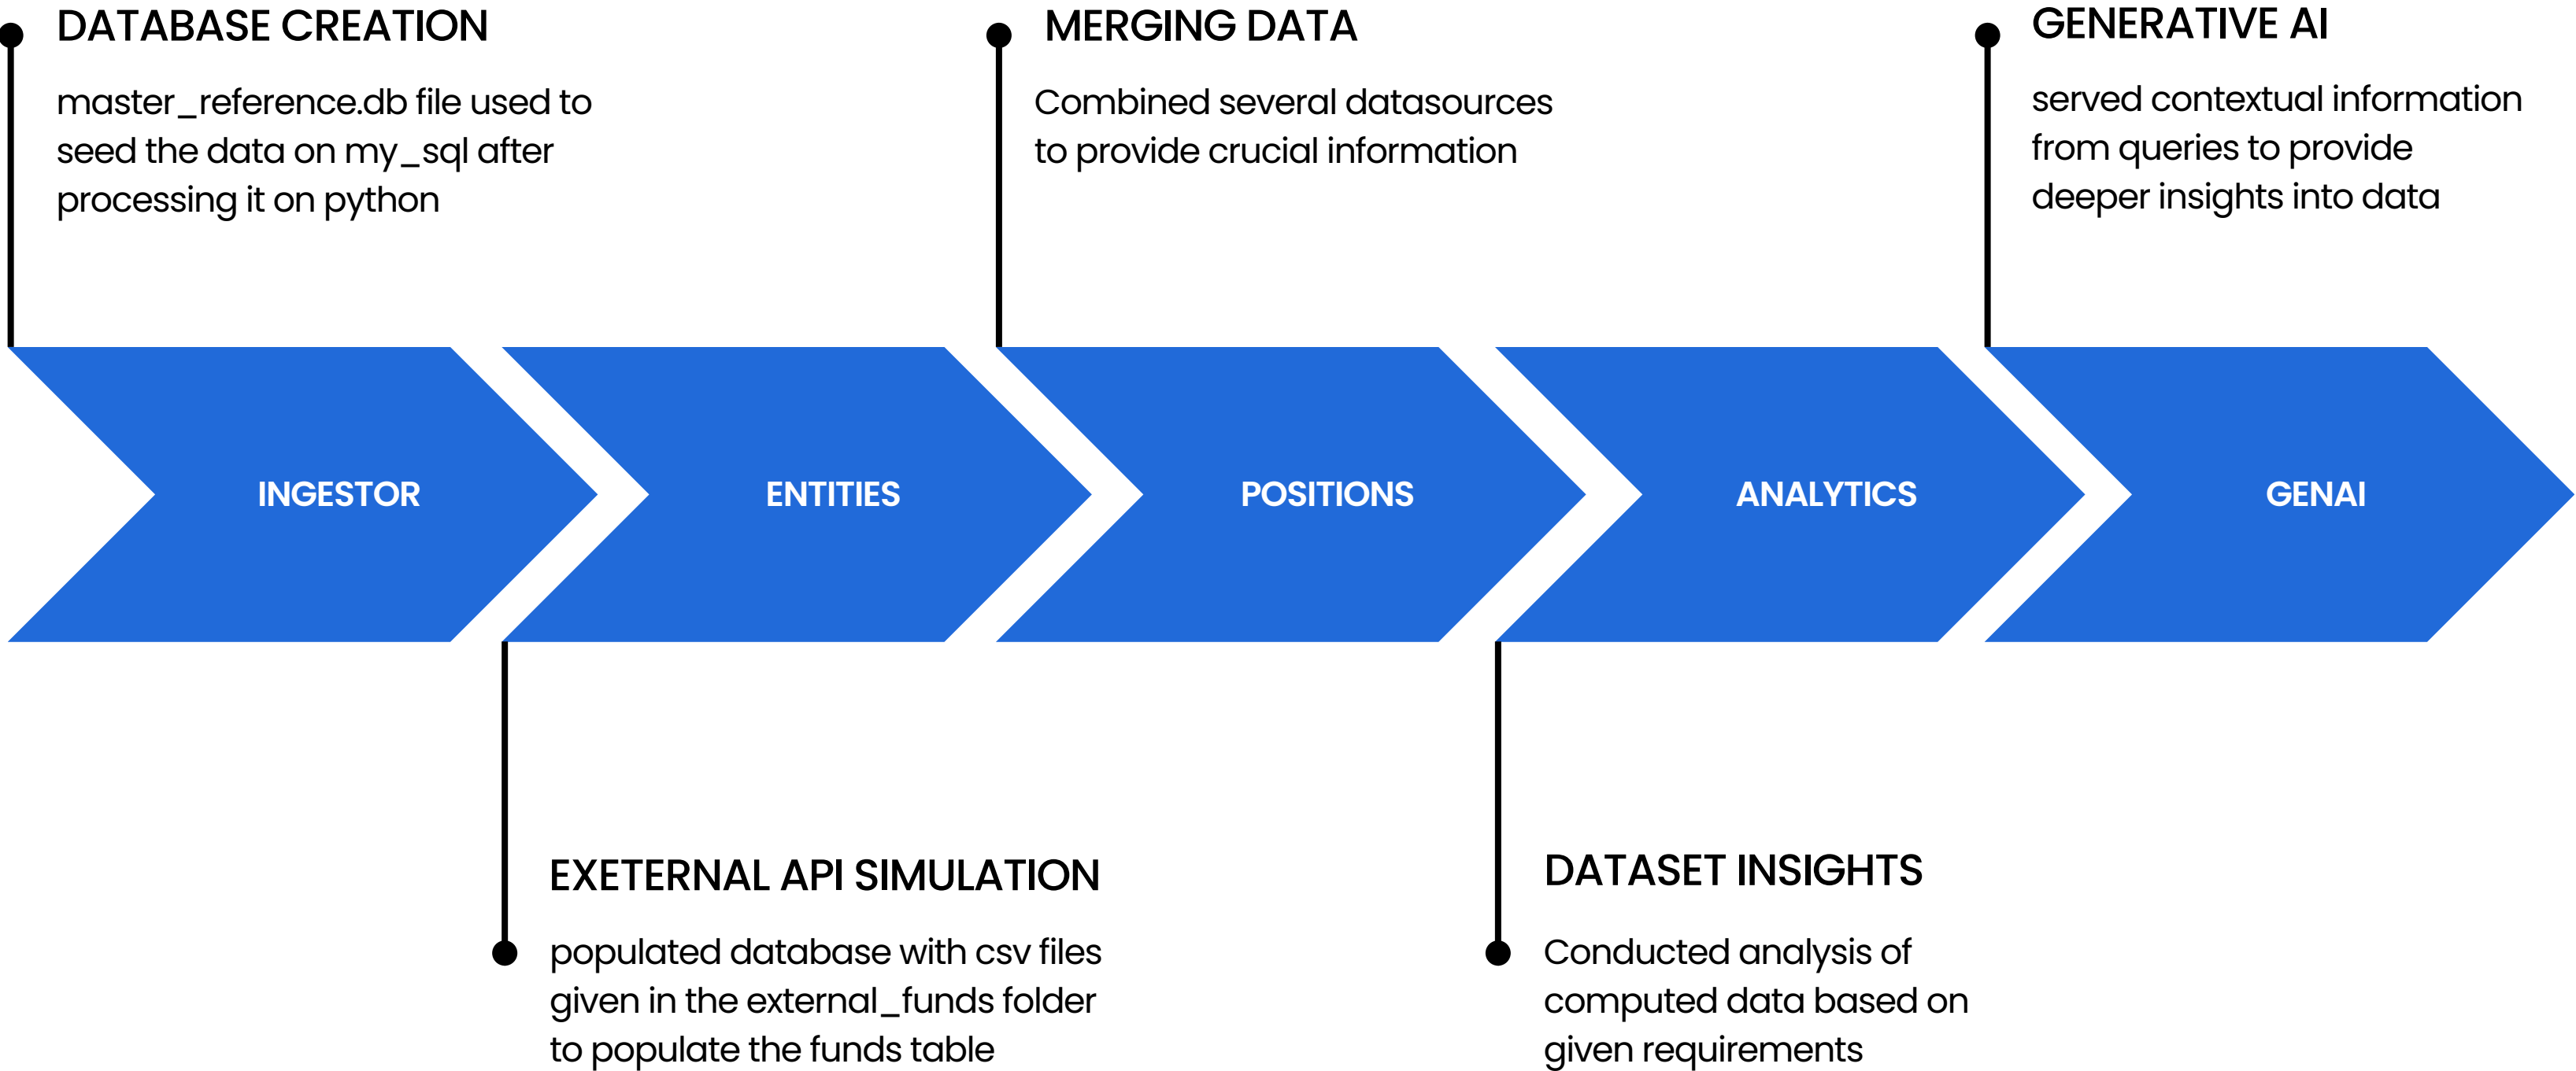 DATABASE CREATION
master_reference.db file used to
seed the data on my_sql after
processing it on python
MERGING DATA
Combined several datasources
to provide crucial information
GENERATIVE AI
served contextual information
from queries to provide
deeper insights into data
INGESTOR
ENTITIES
POSITIONS
ANALYTICS
GENAI
EXETERNAL API SIMULATION
populated database with csv files
given in the external_funds folder
to populate the funds table
DATASET INSIGHTS
Conducted analysis of
computed data based on
given requirements